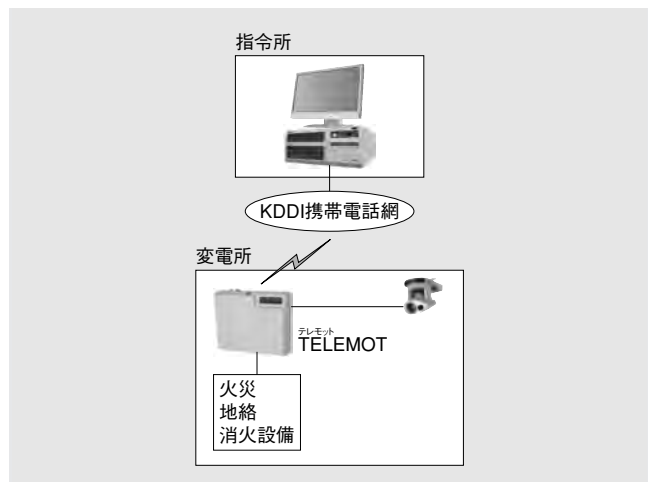 指令所
KDDI携帯電話網
変電所
テレモット
TELEMOT
火災
地絡
消火設備